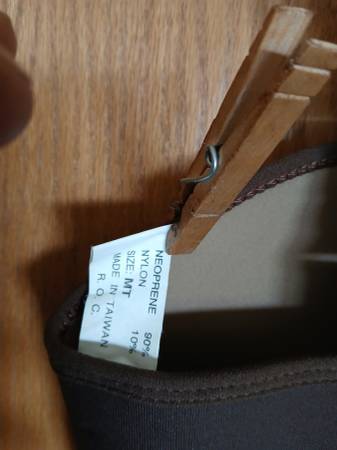 NEOPRENE 90%
NYLON 10%
SIZE: MT
MADE IN TAIWAN
R.O.C.